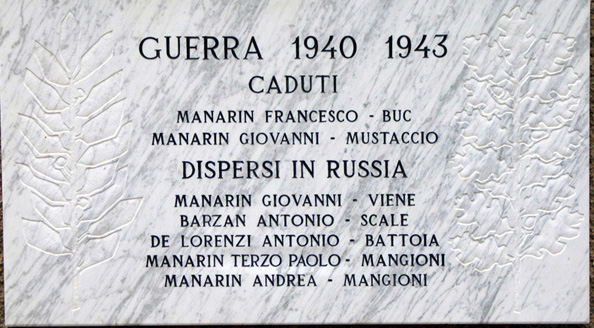 GUERRA 1940 1943
CADUTI
MANARIN FRANCESCO - BUC
MANARIN GIOVANNI - MUSTACCIO
DISPERSI IN RUSSIA
MANARIN GIOVANNI - VIENE
BARZAN ANTONIO - SCALE
DE LORENZI ANTONIO - BATTOIA
MANARIN TERZO PAOLO - MANGIONI
MANARIN ANDREA - MANGIONI